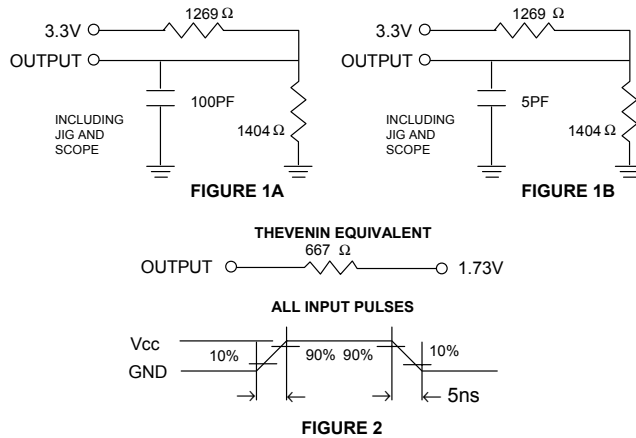 1269 Ω
3.3V
OUTPUT
100PF
INCLUDING
JIG AND
SCOPE
1404 Ω
FIGURE 1A
1269 Ω
3.3V
OUTPUT
5PF
INCLUDING
JIG AND
SCOPE
1404 Ω
FIGURE 1B
THEVENIN EQUIVALENT
667 Ω
OUTPUT 1.73V
ALL INPUT PULSES
Vcc
GND
10% 90% 90% 10%
5ns
FIGURE 2